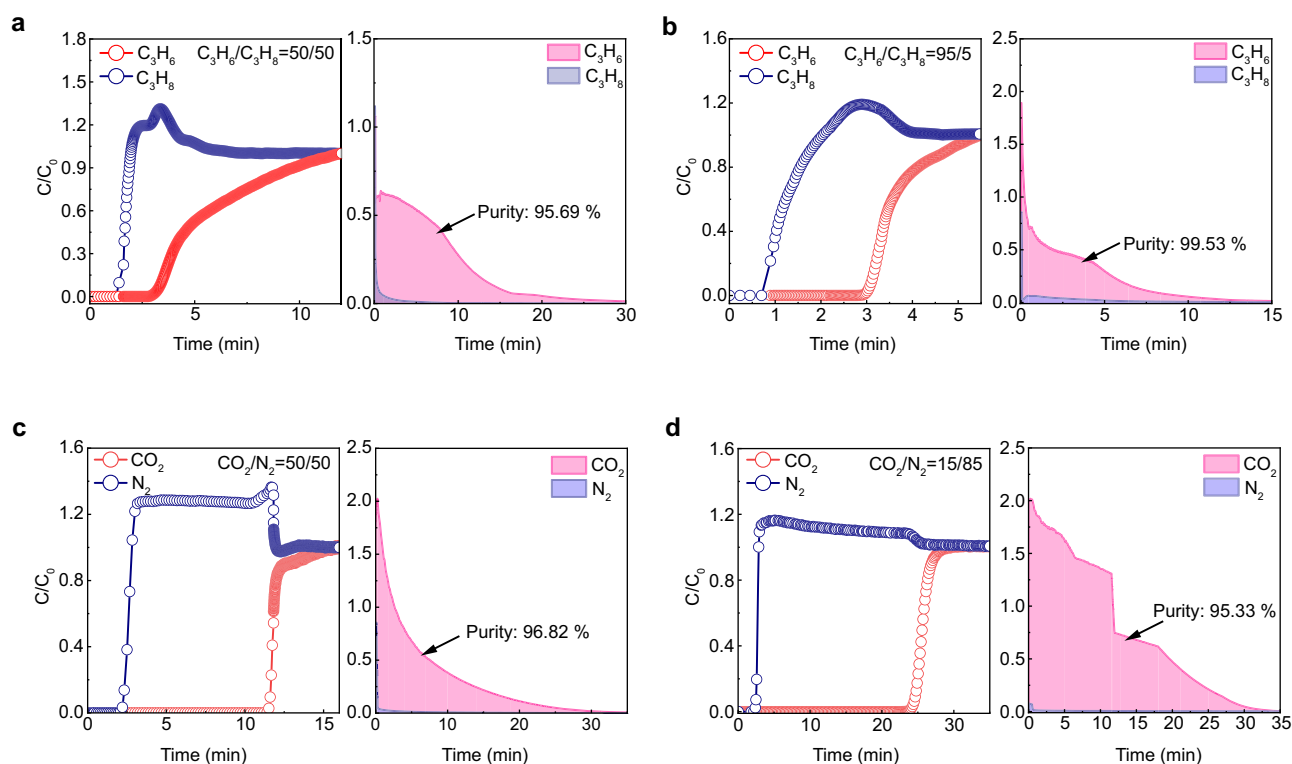 a
C₃H₆
C₃H₈
C₃H₆/C₃H₈=50/50
C/C₀
1.8
1.5
1.2
0.9
0.6
0.3
0.0
0
5
10
Time (min)
C₃H₆
C₃H₈
Purity: 95.69 %
1.5
1.0
0.5
0.0
0
10
20
30
Time (min)
b
C₃H₆
C₃H₈
C₃H₆/C₃H₈=95/5
C/C₀
1.6
1.2
0.8
0.4
0.0
0
1
2
3
4
5
Time (min)
C₃H₆
C₃H₈
Purity: 99.53 %
2.5
2.0
1.5
1.0
0.5
0.0
0
5
10
15
Time (min)
c
CO₂
N₂
CO₂/N₂=50/50
C/C₀
1.6
1.2
0.8
0.4
0.0
0
5
10
15
Time (min)
CO₂
N₂
Purity: 96.82 %
2.5
2.0
1.5
1.0
0.5
0.0
0
10
20
30
Time (min)
d
CO₂
N₂
CO₂/N₂=15/85
C/C₀
1.6
1.2
0.8
0.4
0.0
0
10
20
30
Time (min)
CO₂
N₂
Purity: 95.33 %
2.5
2.0
1.5
1.0
0.5
0.0
0
5
10
15
20
25
30
35
Time (min)